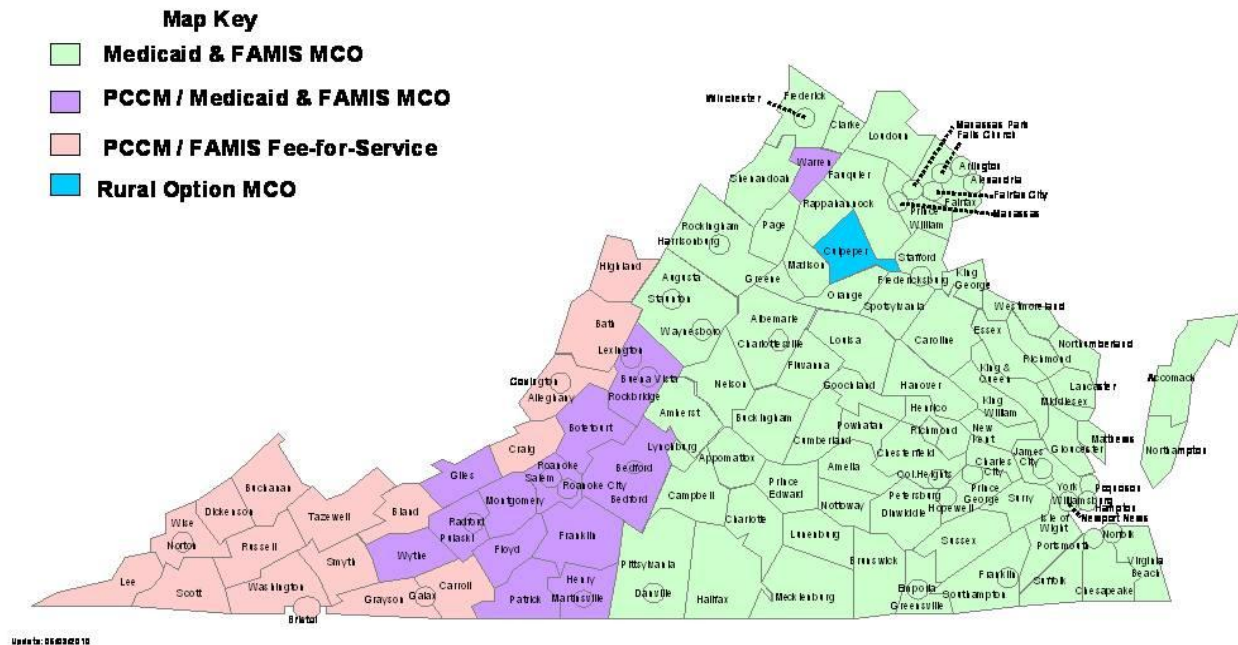 Map Key
Medicaid & FAMIS MCO
PCCM / Medicaid & FAMIS MCO
PCCM / FAMIS Fee-for-Service
Rural Option MCO
Winchester
Frederick
Clarke
Loudoun
Manassas Park
Falls Church
Arlington
Alexandria
Fairfax City
Fairfax
Manassas
Warren
Fauquier
Shenandoah
Rappahannock
Prince
William
Page
Rockingham
Harrisonburg
Culpeper
Madison
Stafford
Greene
Fredericksburg
King
George
Highland
Augusta
Staunton
Orange
Spotsylvania
Westmoreland
Bath
Waynesboro
Albemarle
Charlottesville
Louisa
Caroline
Essex
Northumberland
Richmond
Lexington
Buena Vista
Rockbridge
Fluvanna
Nelson
Goochland
Hanover
King &
Queen
Lancaster
Middlesex
Accomack
Covington
Alleghany
Amherst
Buckingham
Henrico
Richmond
King
William
Powhatan
Cumberland
Chesterfield
New
Kent
Mathews
Gloucester
Northampton
Botetourt
Lynchburg
Appomattox
Amelia
Col.Heights
Charles
City
James
City
Craig
Roanoke
Salem
Roanoke City
Bedford
Bedford
Campbell
Prince
Edward
Nottoway
Petersburg
Dinwiddie
Hopewell
Prince
George
Surry
York
Williamsburg
Poquoson
Hampton
Newport News
Isle of
Wight
Giles
Montgomery
Radford
Pulaski
Charlotte
Lunenburg
Sussex
Portsmouth
Norfolk
Buchanan
Dickenson
Wise
Norton
Tazewell
Bland
Russell
Smyth
Wythe
Floyd
Franklin
Pittsylvania
Brunswick
Virginia
Beach
Lee
Scott
Washington
Bristol
Grayson
Galax
Carroll
Patrick
Henry
Martinsville
Danville
Halifax
Mecklenburg
Emporia
Greensville
Southampton
Franklin
Suffolk
Chesapeake